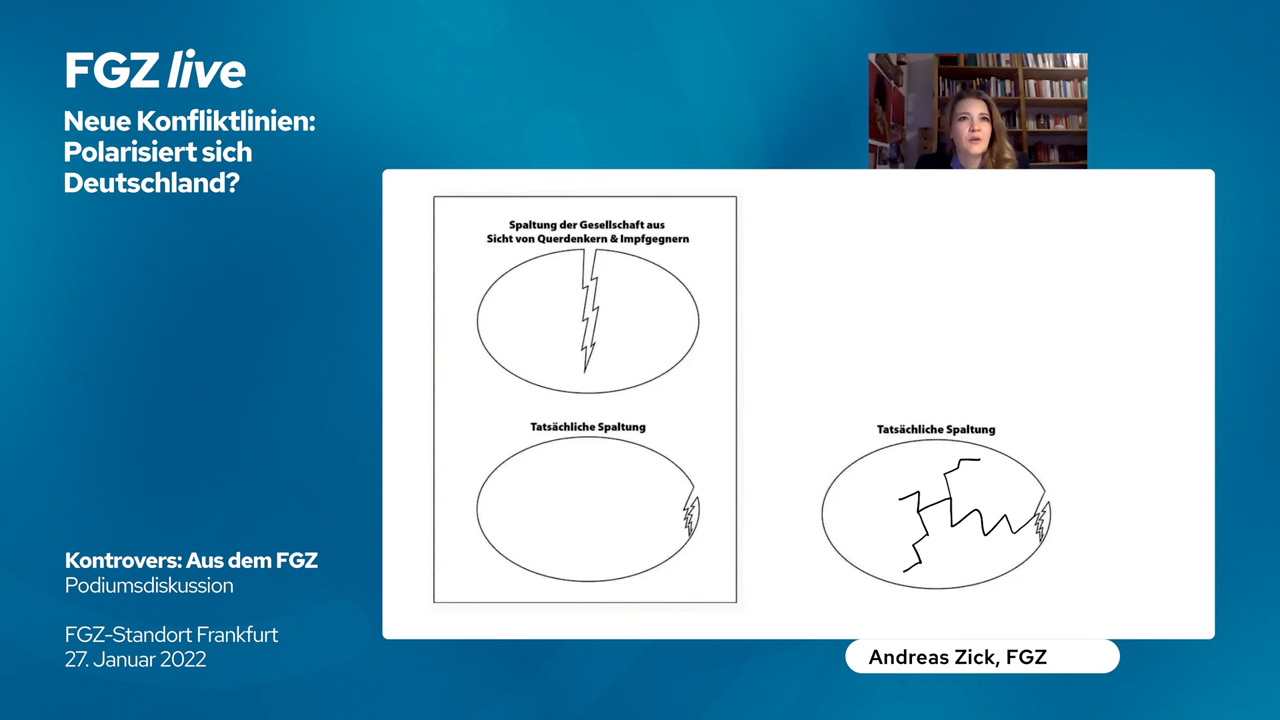 FGZ live
Neue Konfliktlinien:
Polarisiert sich
Deutschland?
Spaltung der Gesellschaft aus
Sicht von Querdenkern & Impfgegnern
Tatsächliche Spaltung
Tatsächliche Spaltung
Kontrovers: Aus dem FGZ
Podiumsdiskussion
FGZ-Standort Frankfurt
27. Januar 2022
Andreas Zick, FGZ